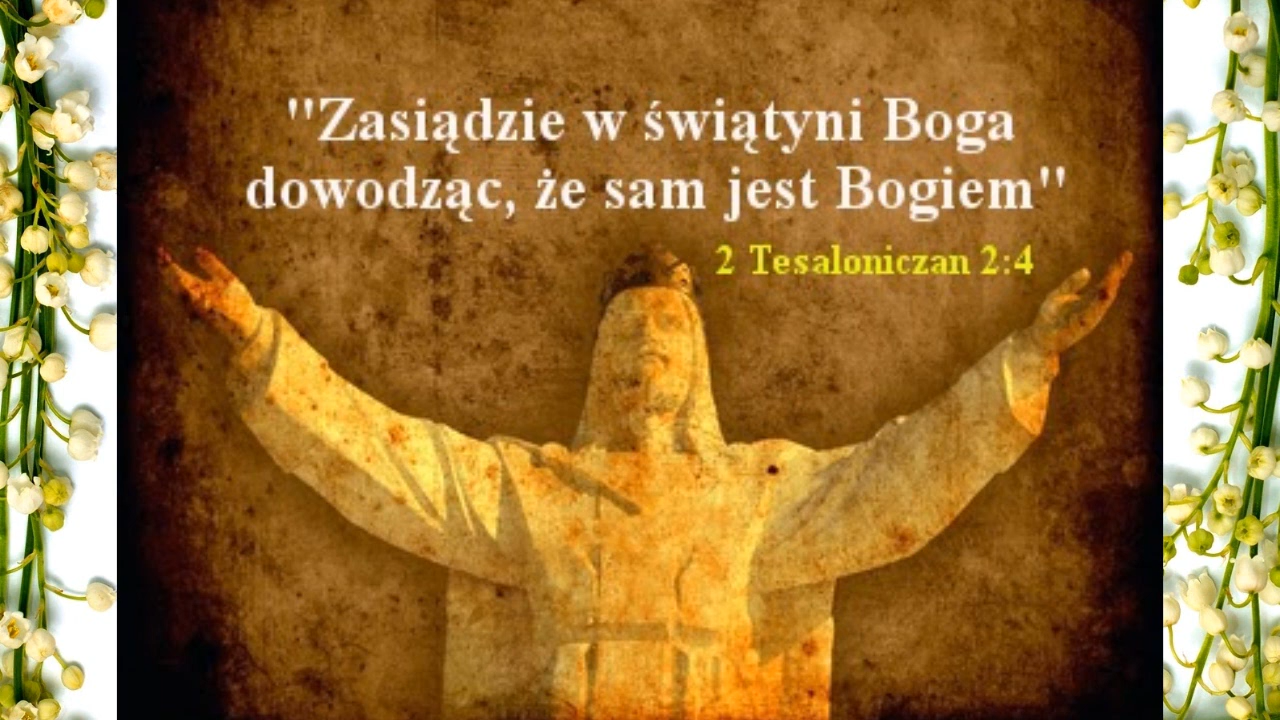 "Zasiądzie w świątyni Boga
dowodząc, że sam jest Bogiem"
2 Tesaloniczan 2:4